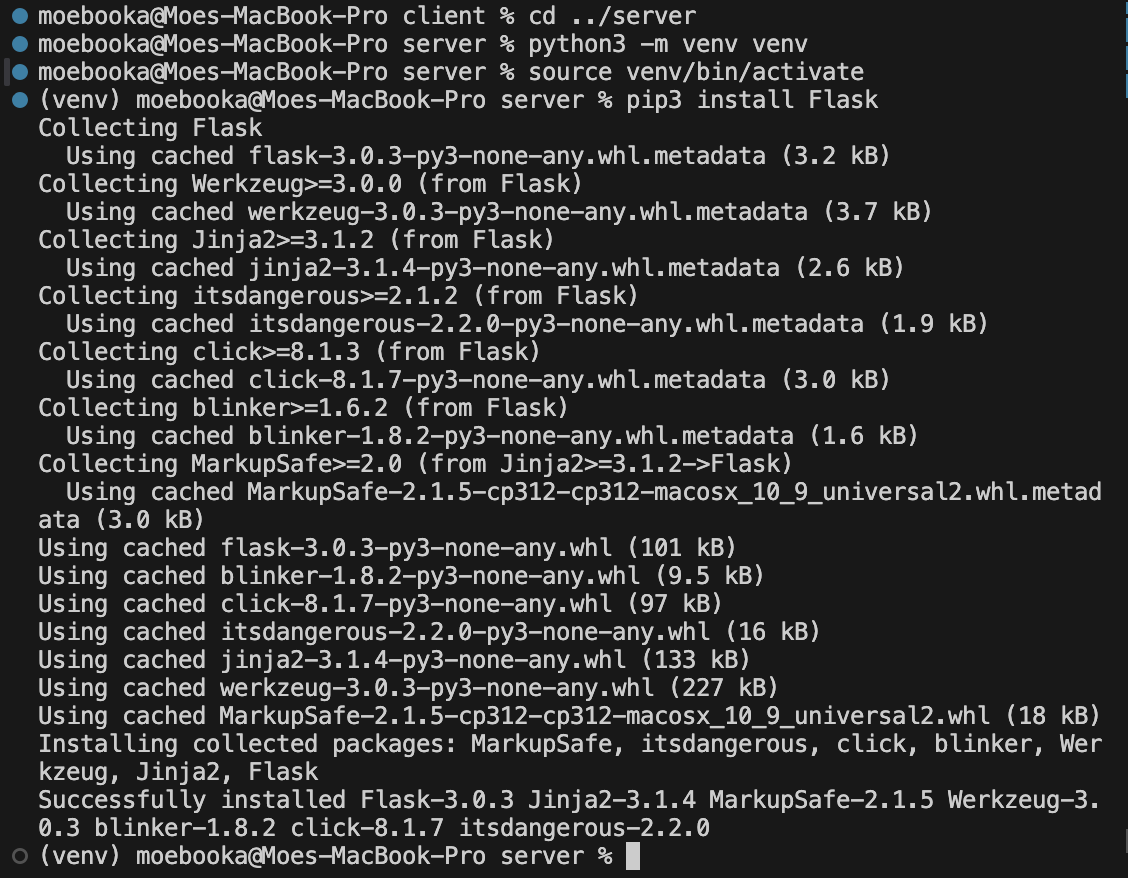 moebooka@Moes-MacBook-Pro client % cd ../server
moebooka@Moes-MacBook-Pro server % python3 -m venv venv
moebooka@Moes-MacBook-Pro server % source venv/bin/activate
(venv) moebooka@Moes-MacBook-Pro server % pip3 install Flask
Collecting Flask
  Using cached flask-3.0.3-py3-none-any.whl.metadata (3.2 kB)
Collecting Werkzeug>=3.0.0 (from Flask)
  Using cached werkzeug-3.0.3-py3-none-any.whl.metadata (3.7 kB)
Collecting Jinja2>=3.1.2 (from Flask)
  Using cached jinja2-3.1.4-py3-none-any.whl.metadata (2.6 kB)
Collecting itsdangerous>=2.1.2 (from Flask)
  Using cached itsdangerous-2.2.0-py3-none-any.whl.metadata (1.9 kB)
Collecting click>=8.1.3 (from Flask)
  Using cached click-8.1.7-py3-none-any.whl.metadata (3.0 kB)
Collecting blinker>=1.6.2 (from Flask)
  Using cached blinker-1.8.2-py3-none-any.whl.metadata (1.6 kB)
Collecting MarkupSafe>=2.0 (from Jinja2>=3.1.2->Flask)
  Using cached MarkupSafe-2.1.5-cp312-cp312-macosx_10_9_universal2.whl.metad
ata (3.0 kB)
Using cached flask-3.0.3-py3-none-any.whl (101 kB)
Using cached blinker-1.8.2-py3-none-any.whl (9.5 kB)
Using cached click-8.1.7-py3-none-any.whl (97 kB)
Using cached itsdangerous-2.2.0-py3-none-any.whl (16 kB)
Using cached jinja2-3.1.4-py3-none-any.whl (133 kB)
Using cached werkzeug-3.0.3-py3-none-any.whl (227 kB)
Using cached MarkupSafe-2.1.5-cp312-cp312-macosx_10_9_universal2.whl (18 kB)
Installing collected packages: MarkupSafe, itsdangerous, click, blinker, Wer
kzeug, Jinja2, Flask
Successfully installed Flask-3.0.3 Jinja2-3.1.4 MarkupSafe-2.1.5 Werkzeug-3.
0.3 blinker-1.8.2 click-8.1.7 itsdangerous-2.2.0
(venv) moebooka@Moes-MacBook-Pro server %